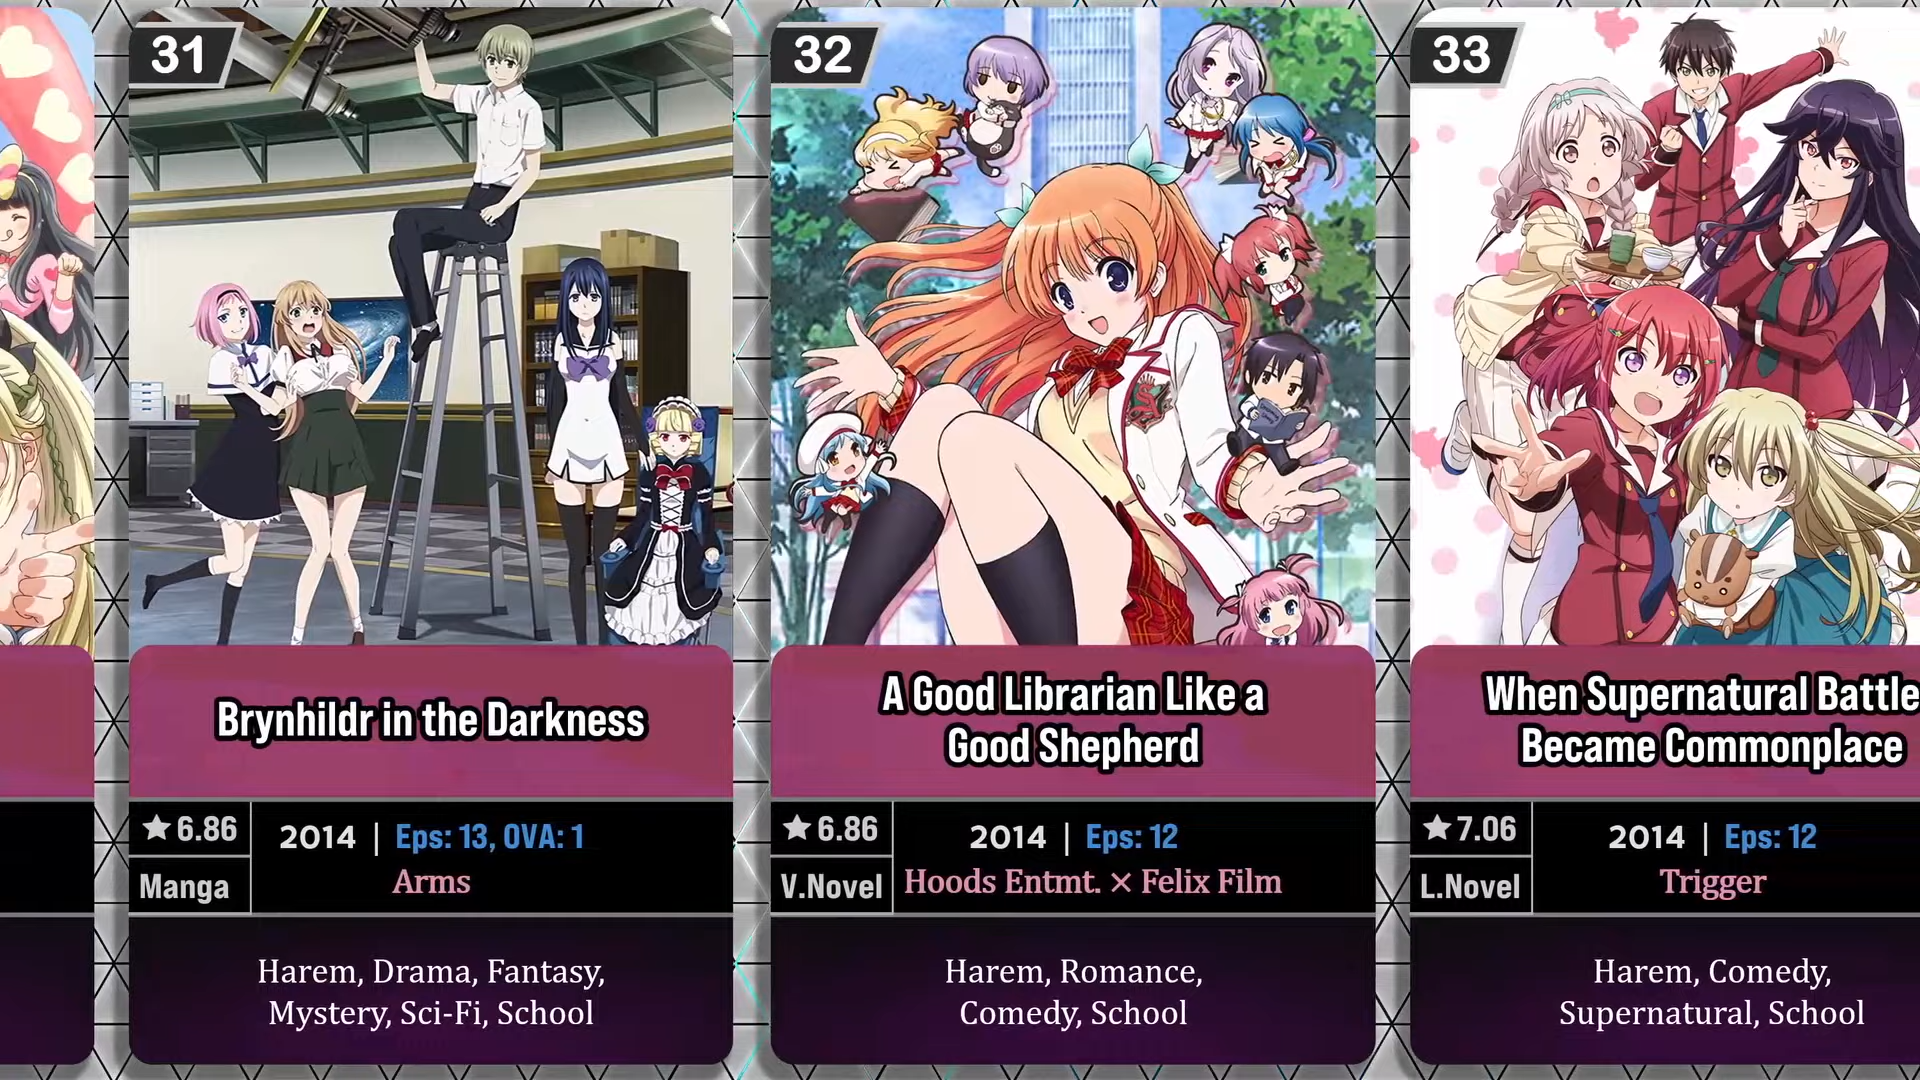 31
Brynhildr in the Darkness
★ 6.86
Manga
2014 | Eps: 13, OVA: 1
Arms
Harem, Drama, Fantasy,
Mystery, Sci-Fi, School
32
A Good Librarian Like a
Good Shepherd
★ 6.86
V.Novel
2014 | Eps: 12
Hoods Entmt. × Felix Film
Harem, Romance,
Comedy, School
33
When Supernatural Battle
Became Commonplace
★ 7.06
L.Novel
2014 | Eps: 12
Trigger
Harem, Comedy,
Supernatural, School